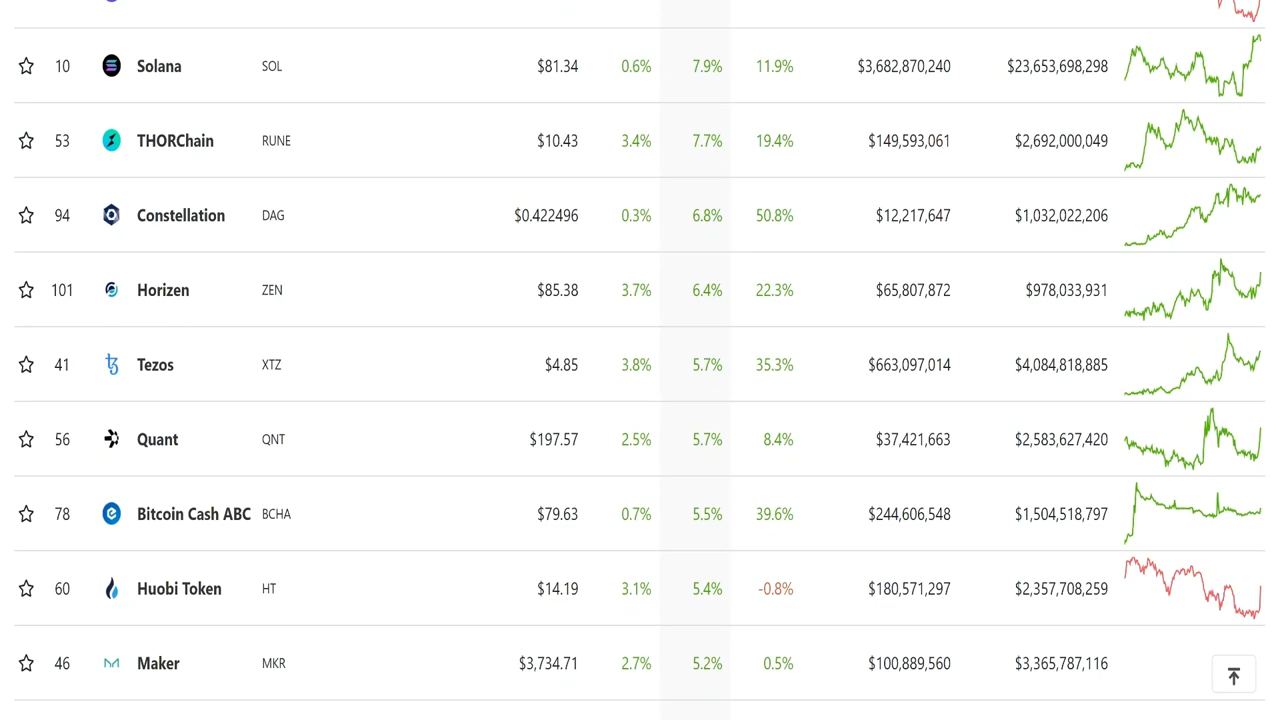 10 Solana SOL $81.34 0.6% 7.9% 11.9% $3,682,870,240 $23,653,698,298
53 THORChain RUNE $10.43 3.4% 7.7% 19.4% $149,593,061 $2,692,000,049
94 Constellation DAG $0.422496 0.3% 6.8% 50.8% $12,217,647 $1,032,022,206
101 Horizen ZEN $85.38 3.7% 6.4% 22.3% $65,807,872 $978,033,931
41 Tezos XTZ $4.85 3.8% 5.7% 35.3% $663,097,014 $4,084,818,885
56 Quant QNT $197.57 2.5% 5.7% 8.4% $37,421,663 $2,583,627,420
78 Bitcoin Cash ABC BCHA $79.63 0.7% 5.5% 39.6% $244,606,548 $1,504,518,797
60 Huobi Token HT $14.19 3.1% 5.4% -0.8% $180,571,297 $2,357,708,259
46 Maker MKR $3,734.71 2.7% 5.2% 0.5% $100,889,560 $3,365,787,116